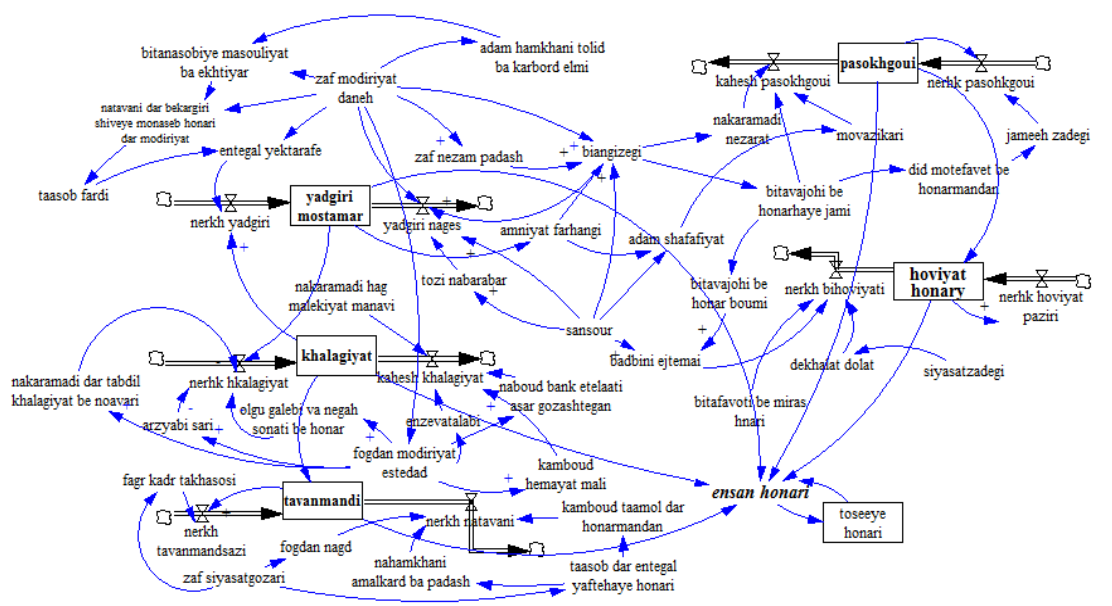 bitanasobiye masouliyat
ba ekhtiyar
adam hamkhani tolid
ba karbord elmi
pasokhgoui
kahesh pasokhgoui
nerhk pasohkgoui
zaf modiriyat
daneh
natavani dar bekargiri
shiveye monaseb honari
dar modiriyat
nakaramadi
nezarat
movazikari
jameeh zadegi
entegal yektarafe
+
zaf nezam padash
+
+
biangizegi
+
taasob fardi
bitavajohi be
honarhaye jami
did motefavet be
honarmandan
nerkh yadgiri
yadgiri
mostamar
+
yadgiri nages
+
amniyat farhangi
adam shafafiyat
+
+
tozi nabarabar
+
nakaramadi hag
malekiyat manavi
sansour
bitavajohi be
honar boumi
nerkh bihoviyati
hoviyat
honary
nerhk hoviyat
paziri
+
+
+
badbini ejtemai
+
nakaramadi dar tabdil
khalagiyat be noavari
nerhk hkalagiyat
khalagiyat
kahesh khalagiyat
naboud bank etelaati
asar gozashtegan
dekhalat dolat
siyasatzadegi
elgu galebi va negah
sonati be honar
-
arzyabi sari
+
+
enzevatalabi
+
bitafavoti be miras
hnari
fogdan modiriyat
estedad
+
kamboud
hemayat mali
fagr kadr takhasosi
tavanmandi
+
nerkh
tavanmandsazi
nerkh natavani
kamboud taamol dar
honarmandan
ensan honari
toseeye
honari
fogdan nagd
nahamkhani
amalkard ba padash
zaf siyasatgozari
taasob dar entegal
yaftehaye honari